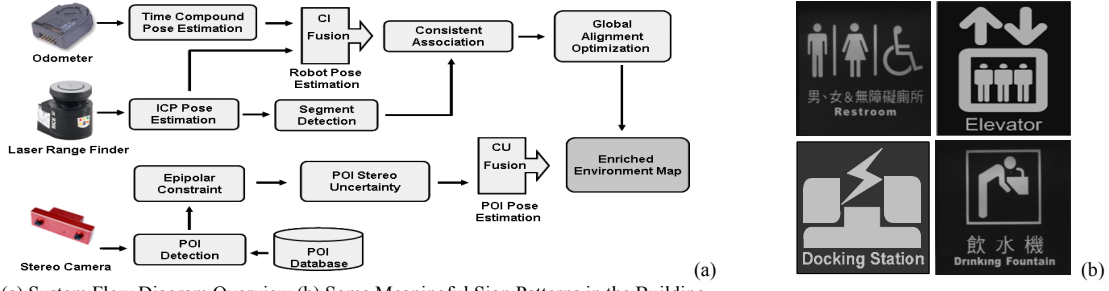 Odometer
Time Compound
Pose Estimation
CI
Fusion
Robot Pose
Estimation
Consistent
Association
Global
Alignment
Optimization
Laser Range Finder
ICP Pose
Estimation
Segment
Detection
Epipolar
Constraint
POI Stereo
Uncertainty
CU
Fusion
POI Pose
Estimation
Enriched
Environment Map
Stereo Camera
POI
Detection
POI
Database
(a)
男、女&無障礙廁所
Restroom
Elevator
Docking Station
飲水機
Drinking Fountain
(b)
(a) System Flow Diagram Overview (b) Some Meaningful Sign Patterns in the Building